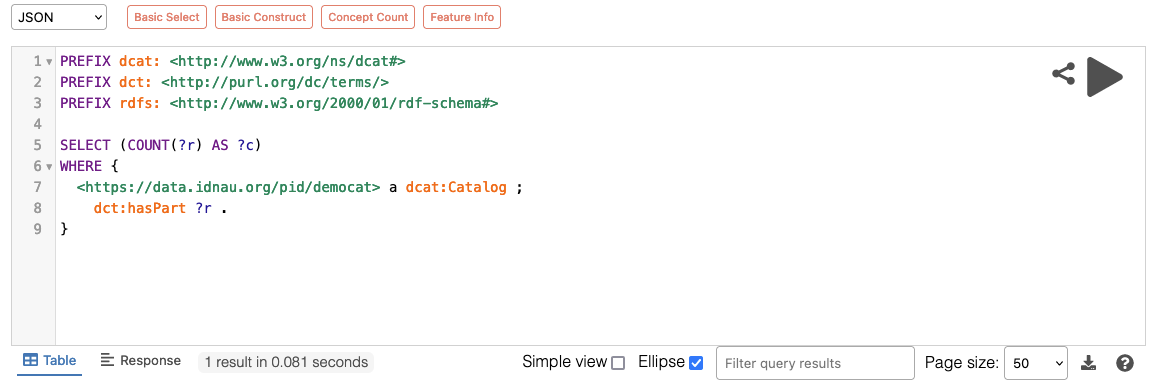 JSON Basic Select Basic Construct Concept Count Feature Info
1 PREFIX dcat: <http://www.w3.org/ns/dcat#>
2 PREFIX dct: <http://purl.org/dc/terms/>
3 PREFIX rdfs: <http://www.w3.org/2000/01/rdf-schema#>
4
5 SELECT (COUNT(?r) AS ?c)
6 WHERE {
7   <https://data.idnau.org/pid/democat> a dcat:Catalog ;
8     dct:hasPart ?r .
9 }
Table Response 1 result in 0.081 seconds Simple view Ellipse Filter query results Page size: 50 ?